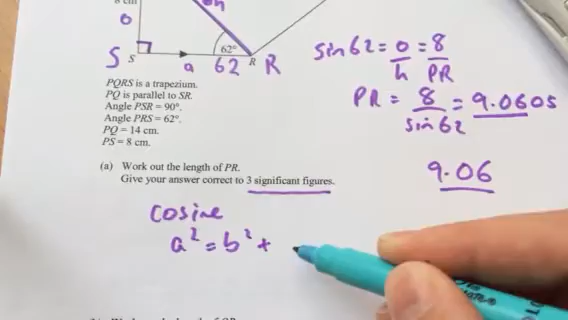 8 cm
o
h
S S 62° R R
a 62
sin 62 = o/h = 8/PR
PR = 8/sin 62 = 9.0605
9.06
PQRS is a trapezium.
PQ is parallel to SR.
Angle PSR = 90°.
Angle PRS = 62°.
PQ = 14 cm.
PS = 8 cm.
(a) Work out the length of PR.
Give your answer correct to 3 significant figures.
cosine
a² = b² +